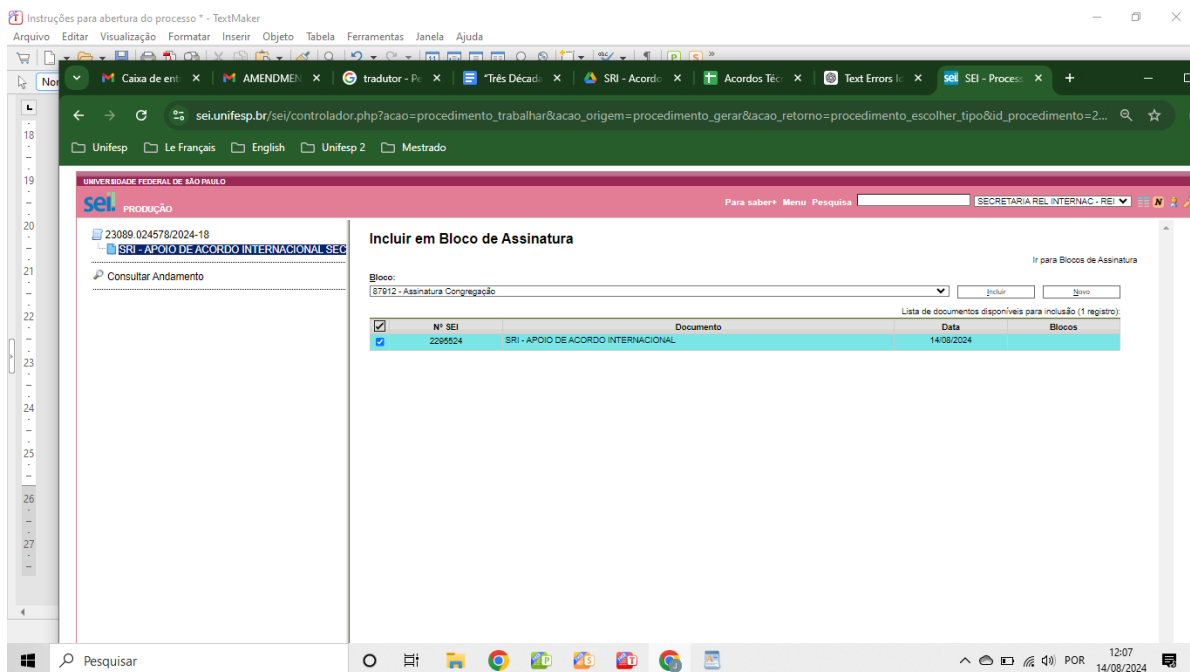 Instruções para abertura do processo * - TextMaker
Arquivo Editar Visualização Formatar Inserir Objeto Tabela Ferramentas Janela Ajuda
Caixa de ent
AMENDMEN
tradutor - Pe
"Três Década
SRI - Acordo
Acordos Téc
Text Errors Id
SEI - Process
Nor
sei.unifesp.br/sei/controlador.php?acao=procedimento_trabalhar&acao_origem=procedimento_gerar&acao_retorno=procedimento_escolher_tipo&id_procedimento=2...
Unifesp Le Français English Unifesp 2 Mestrado
UNIVERSIDADE FEDERAL DE SÃO PAULO
sei. PRODUÇÃO
Para saber+ Menu Pesquisa SECRETARIA REL INTERNAC - REI
23089.024578/2024-18
SRI - APOIO DE ACORDO INTERNACIONAL SEC
Consultar Andamento
Incluir em Bloco de Assinatura
Ir para Blocos de Assinatura
Bloco:
87912 - Assinatura Congregação
Incluir Novo
Lista de documentos disponíveis para inclusão (1 registro):
Nº SEI Documento Data Blocos
2295524 SRI - APOIO DE ACORDO INTERNACIONAL 14/08/2024
18
19
20
21
22
23
24
25
26
27
Pesquisar
POR
12:07
14/08/2024